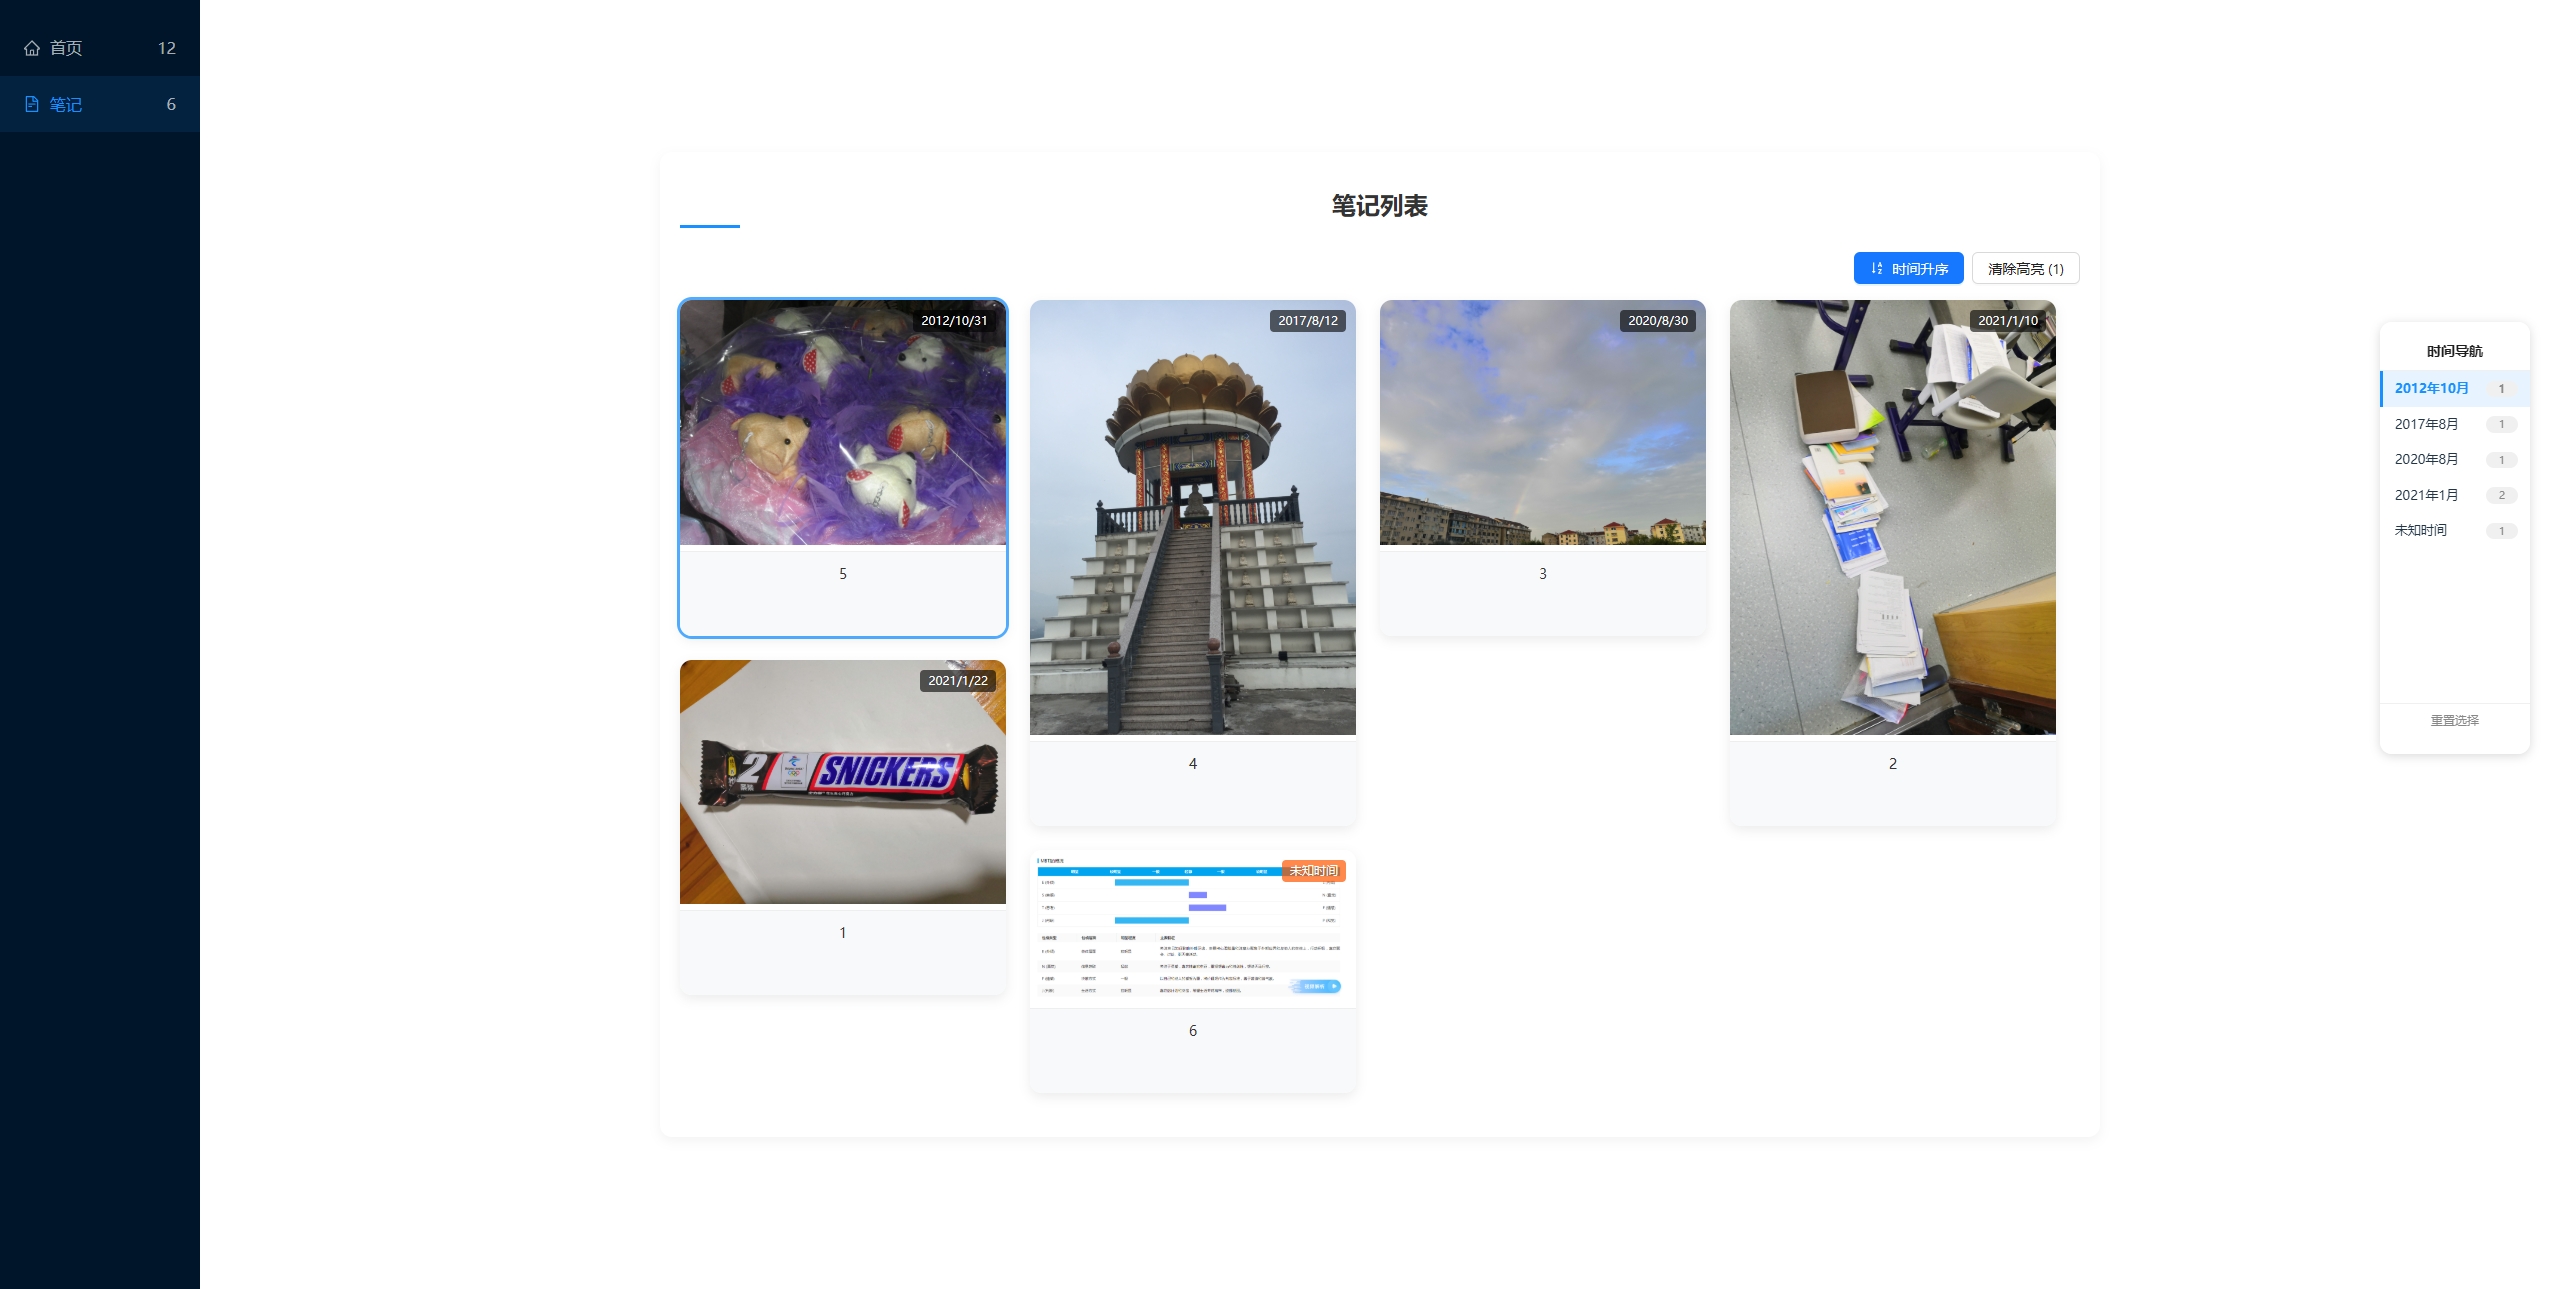 首页 12
笔记 6
笔记列表
时间升序
清除高亮 (1)
2012/10/31
5
2017/8/12
4
2020/8/30
3
2021/1/10
2
2021/1/22
2
SNICKERS
1
未知时间
6
时间导航
2012年10月 1
2017年8月 1
2020年8月 1
2021年1月 2
未知时间 1
重置选择